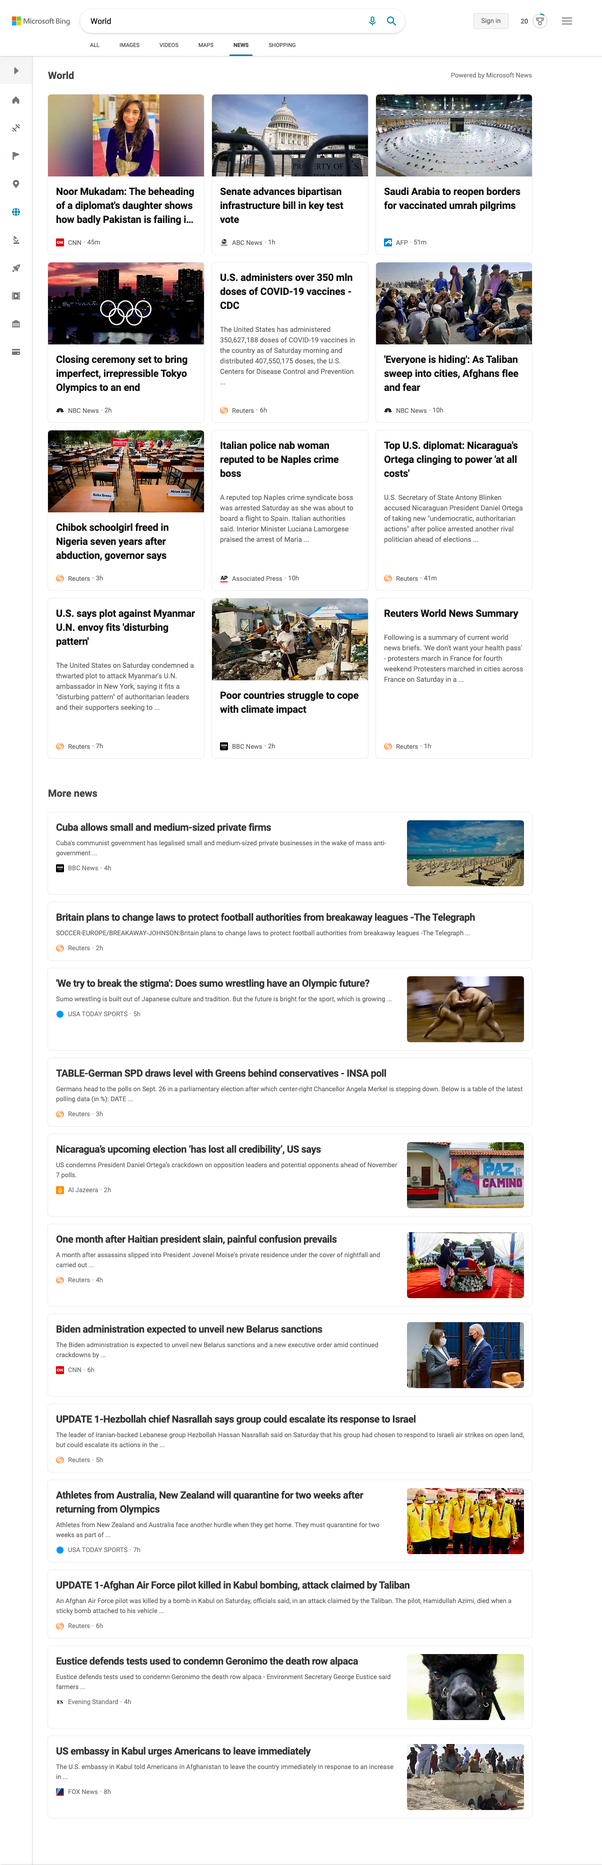 Microsoft Bing
World
Sign in
20
ALL
IMAGES
VIDEOS
MAPS
NEWS
SHOPPING
World
Powered by Microsoft News
Noor Mukadam: The beheading
of a diplomat's daughter shows
how badly Pakistan is failing i...
CNN · 45m
Senate advances bipartisan
infrastructure bill in key test
vote
ABC News · 1h
Saudi Arabia to reopen borders
for vaccinated umrah pilgrims
AFP · 51m
Closing ceremony set to bring
imperfect, irrepressible Tokyo
Olympics to an end
NBC News · 2h
U.S. administers over 350 mln
doses of COVID-19 vaccines -
CDC
The United States has administered
350,627,188 doses of COVID-19 vaccines in
the country as of Saturday morning and
distributed 407,550,175 doses, the U.S.
Centers for Disease Control and Prevention
...
Reuters · 6h
'Everyone is hiding': As Taliban
sweep into cities, Afghans flee
and fear
NBC News · 10h
Chibok schoolgirl freed in
Nigeria seven years after
abduction, governor says
Reuters · 3h
Italian police nab woman
reputed to be Naples crime
boss
A reputed top Naples crime syndicate boss
was arrested Saturday as she was about to
board a flight to Spain. Italian authorities
said. Interior Minister Luciana Lamorgese
praised the arrest of Maria ...
AP
Associated Press · 10h
Top U.S. diplomat: Nicaragua's
Ortega clinging to power 'at all
costs'
U.S. Secretary of State Antony Blinken
accused Nicaraguan President Daniel Ortega
of taking new "undemocratic, authoritarian
actions" after police arrested another rival
politician ahead of elections ...
Reuters · 41m
U.S. says plot against Myanmar
U.N. envoy fits 'disturbing
pattern'
The United States on Saturday condemned a
thwarted plot to attack Myanmar's U.N.
ambassador in New York, saying it fits a
"disturbing pattern" of authoritarian leaders
and their supporters seeking to ...
Reuters · 7h
Poor countries struggle to cope
with climate impact
BBC News · 2h
Reuters World News Summary
Following is a summary of current world
news briefs. 'We don't want your health pass'
- protesters march in France for fourth
weekend Protesters marched in cities across
France on Saturday in a ...
Reuters · 1h
More news
Cuba allows small and medium-sized private firms
Cuba's communist government has legalised small and medium-sized private businesses in the wake of mass anti-
government ...
BBC News · 4h
Britain plans to change laws to protect football authorities from breakaway leagues -The Telegraph
SOCCER-EUROPE/BREAKAWAY-JOHNSON:Britain plans to change laws to protect football authorities from breakaway leagues -The Telegraph ...
Reuters · 2h
'We try to break the stigma': Does sumo wrestling have an Olympic future?
Sumo wrestling is built out of Japanese culture and tradition. But the future is bright for the sport, which is growing ...
USA TODAY SPORTS · 5h
TABLE-German SPD draws level with Greens behind conservatives - INSA poll
Germans head to the polls on Sept. 26 in a parliamentary election after which center-right Chancellor Angela Merkel is stepping down. Below is a table of the latest
polling data (in %): DATE ...
Reuters · 3h
Nicaragua's upcoming election 'has lost all credibility', US says
US condemns President Daniel Ortega's crackdown on opposition leaders and potential opponents ahead of November
7 polls.
Al Jazeera · 2h
PAZ
CAMINO
One month after Haitian president slain, painful confusion prevails
A month after assassins slipped into President Jovenel Moise's private residence under the cover of nightfall and
carried out ...
Reuters · 4h
Biden administration expected to unveil new Belarus sanctions
The Biden administration is expected to unveil new Belarus sanctions and a new executive order amid continued
crackdowns by ...
CNN · 6h
UPDATE 1-Hezbollah chief Nasrallah says group could escalate its response to Israel
The leader of Iranian-backed Lebanese group Hezbollah Hassan Nasrallah said on Saturday that his group had chosen to respond to Israeli air strikes on open land,
but could escalate its actions in the ...
Reuters · 5h
Athletes from Australia, New Zealand will quarantine for two weeks after
returning from Olympics
Athletes from New Zealand and Australia face another hurdle when they get home. They must quarantine for two
weeks as part of ...
USA TODAY SPORTS · 7h
UPDATE 1-Afghan Air Force pilot killed in Kabul bombing, attack claimed by Taliban
An Afghan Air Force pilot was killed by a bomb in Kabul on Saturday, officials said, in an attack claimed by the Taliban. The pilot, Hamidullah Azimi, died when a
sticky bomb attached to his vehicle ...
Reuters · 6h
Eustice defends tests used to condemn Geronimo the death row alpaca
Eustice defends tests used to condemn Geronimo the death row alpaca - Environment Secretary George Eustice said
farmers ...
ES
Evening Standard · 4h
US embassy in Kabul urges Americans to leave immediately
The U.S. embassy in Kabul told Americans in Afghanistan to leave the country immediately in response to an increase
in ...
FOX News · 8h